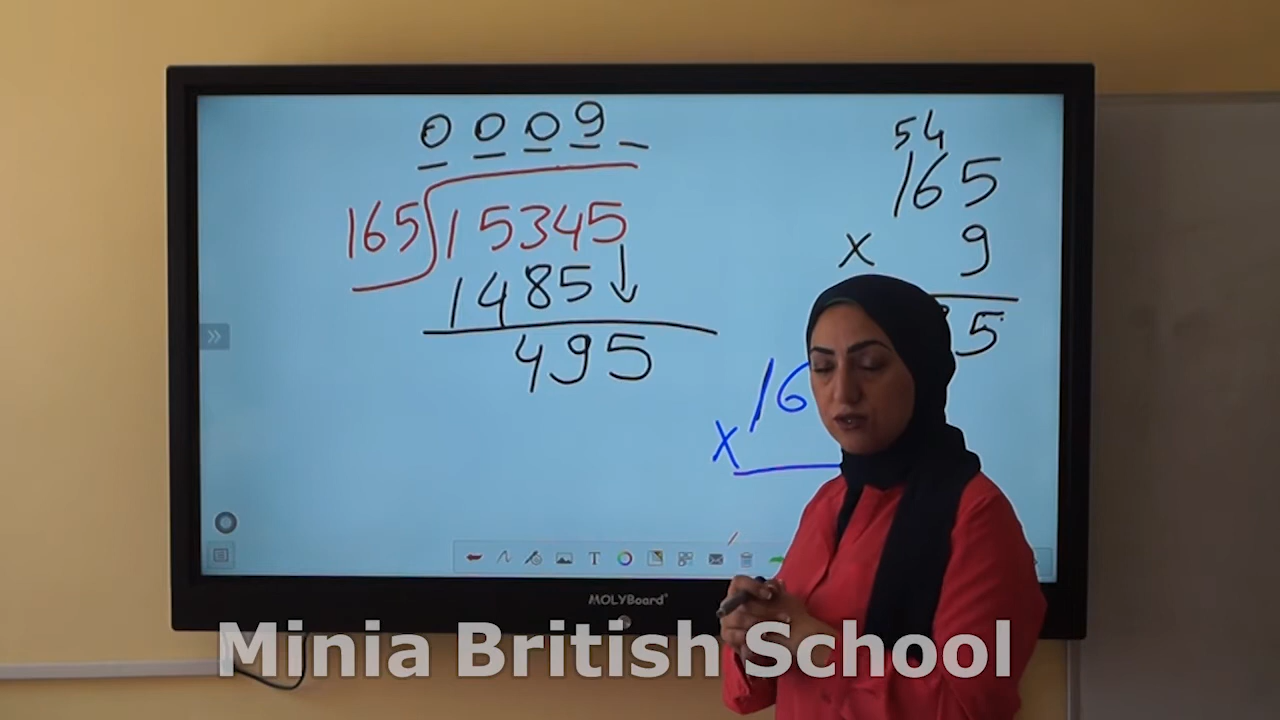 0 0 0 9 _
165 15345
1485 ↓
495
54
165
x 9
5
16
x
T
MOLYBoard
Minia British School